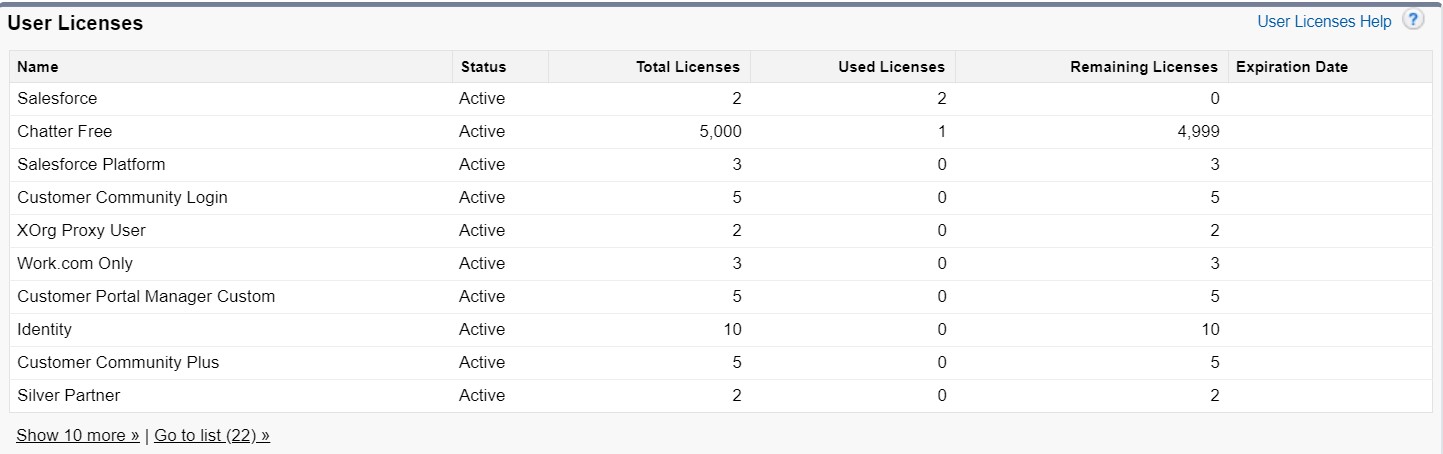 User Licenses
User Licenses Help ?
Name Status Total Licenses Used Licenses Remaining Licenses Expiration Date
Salesforce Active 2 2 0
Chatter Free Active 5,000 1 4,999
Salesforce Platform Active 3 0 3
Customer Community Login Active 5 0 5
XOrg Proxy User Active 2 0 2
Work.com Only Active 3 0 3
Customer Portal Manager Custom Active 5 0 5
Identity Active 10 0 10
Customer Community Plus Active 5 0 5
Silver Partner Active 2 0 2
Show 10 more » | Go to list (22) »